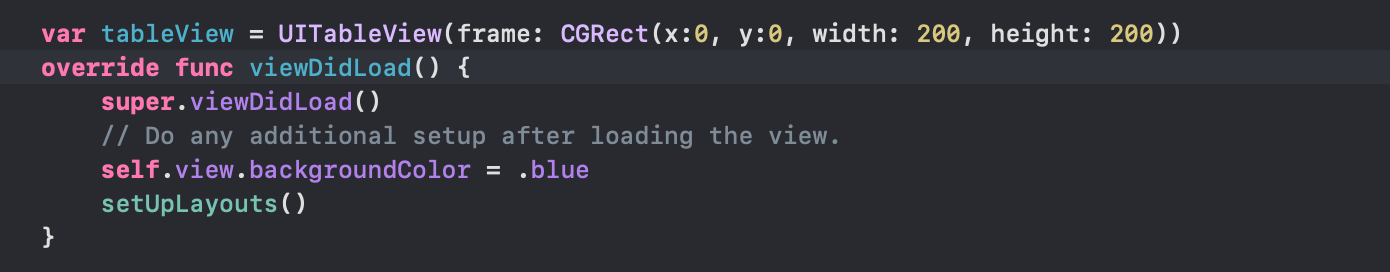 var tableView = UITableView(frame: CGRect(x:0, y:0, width: 200, height: 200))
override func viewDidLoad() {
    super.viewDidLoad()
    // Do any additional setup after loading the view.
    self.view.backgroundColor = .blue
    setUpLayouts()
}